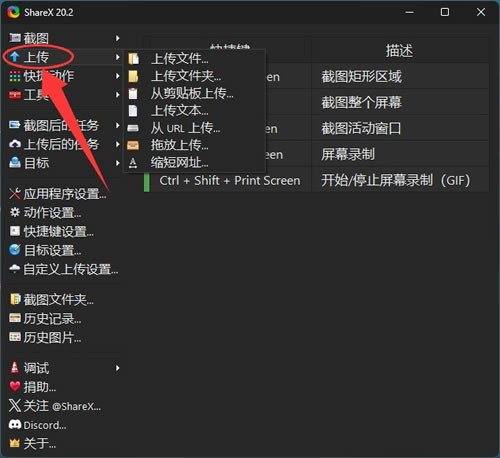 ShareX 20.2
截图
上传
快捷动作
工具
截图后的任务
上传后的任务
目标
应用程序设置...
动作设置...
快捷键设置...
目标设置...
自定义上传设置...
截图文件夹...
历史记录...
历史图片...
调试
捐助...
关注 @ShareX...
Discord...
关于...
上传文件...
上传文件夹...
从剪贴板上传...
上传文本...
从 URL 上传...
拖放上传...
缩短网址...
快捷键 描述
截图矩形区域
截图整个屏幕
截图活动窗口
屏幕录制
Ctrl + Shift + Print Screen 开始/停止屏幕录制（GIF）